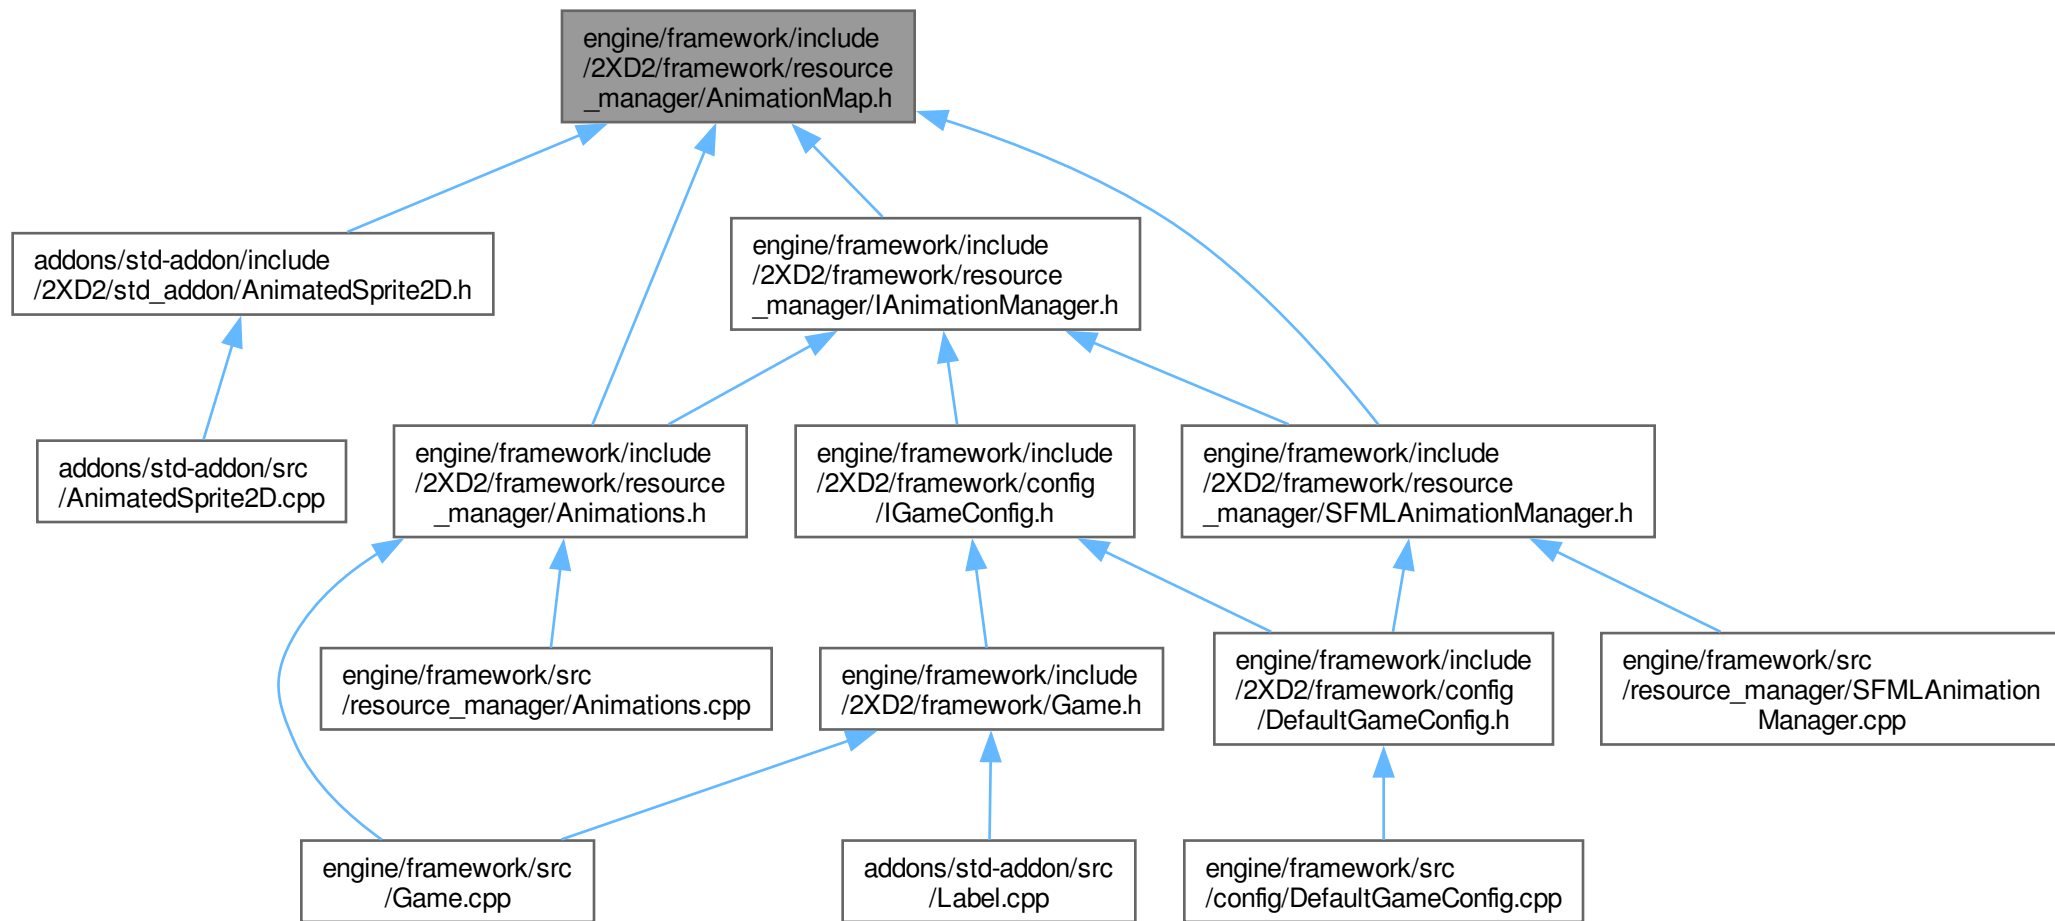 engine/framework/include
/2XD2/framework/resource
_manager/AnimationMap.h
addons/std-addon/include
/2XD2/std_addon/AnimatedSprite2D.h
engine/framework/include
/2XD2/framework/resource
_manager/IAnimationManager.h
addons/std-addon/src
/AnimatedSprite2D.cpp
engine/framework/include
/2XD2/framework/resource
_manager/Animations.h
engine/framework/include
/2XD2/framework/config
/IGameConfig.h
engine/framework/include
/2XD2/framework/resource
_manager/SFMLAnimationManager.h
engine/framework/src
/resource_manager/Animations.cpp
engine/framework/include
/2XD2/framework/Game.h
engine/framework/include
/2XD2/framework/config
/DefaultGameConfig.h
engine/framework/src
/resource_manager/SFMLAnimation
Manager.cpp
engine/framework/src
/Game.cpp
addons/std-addon/src
/Label.cpp
engine/framework/src
/config/DefaultGameConfig.cpp